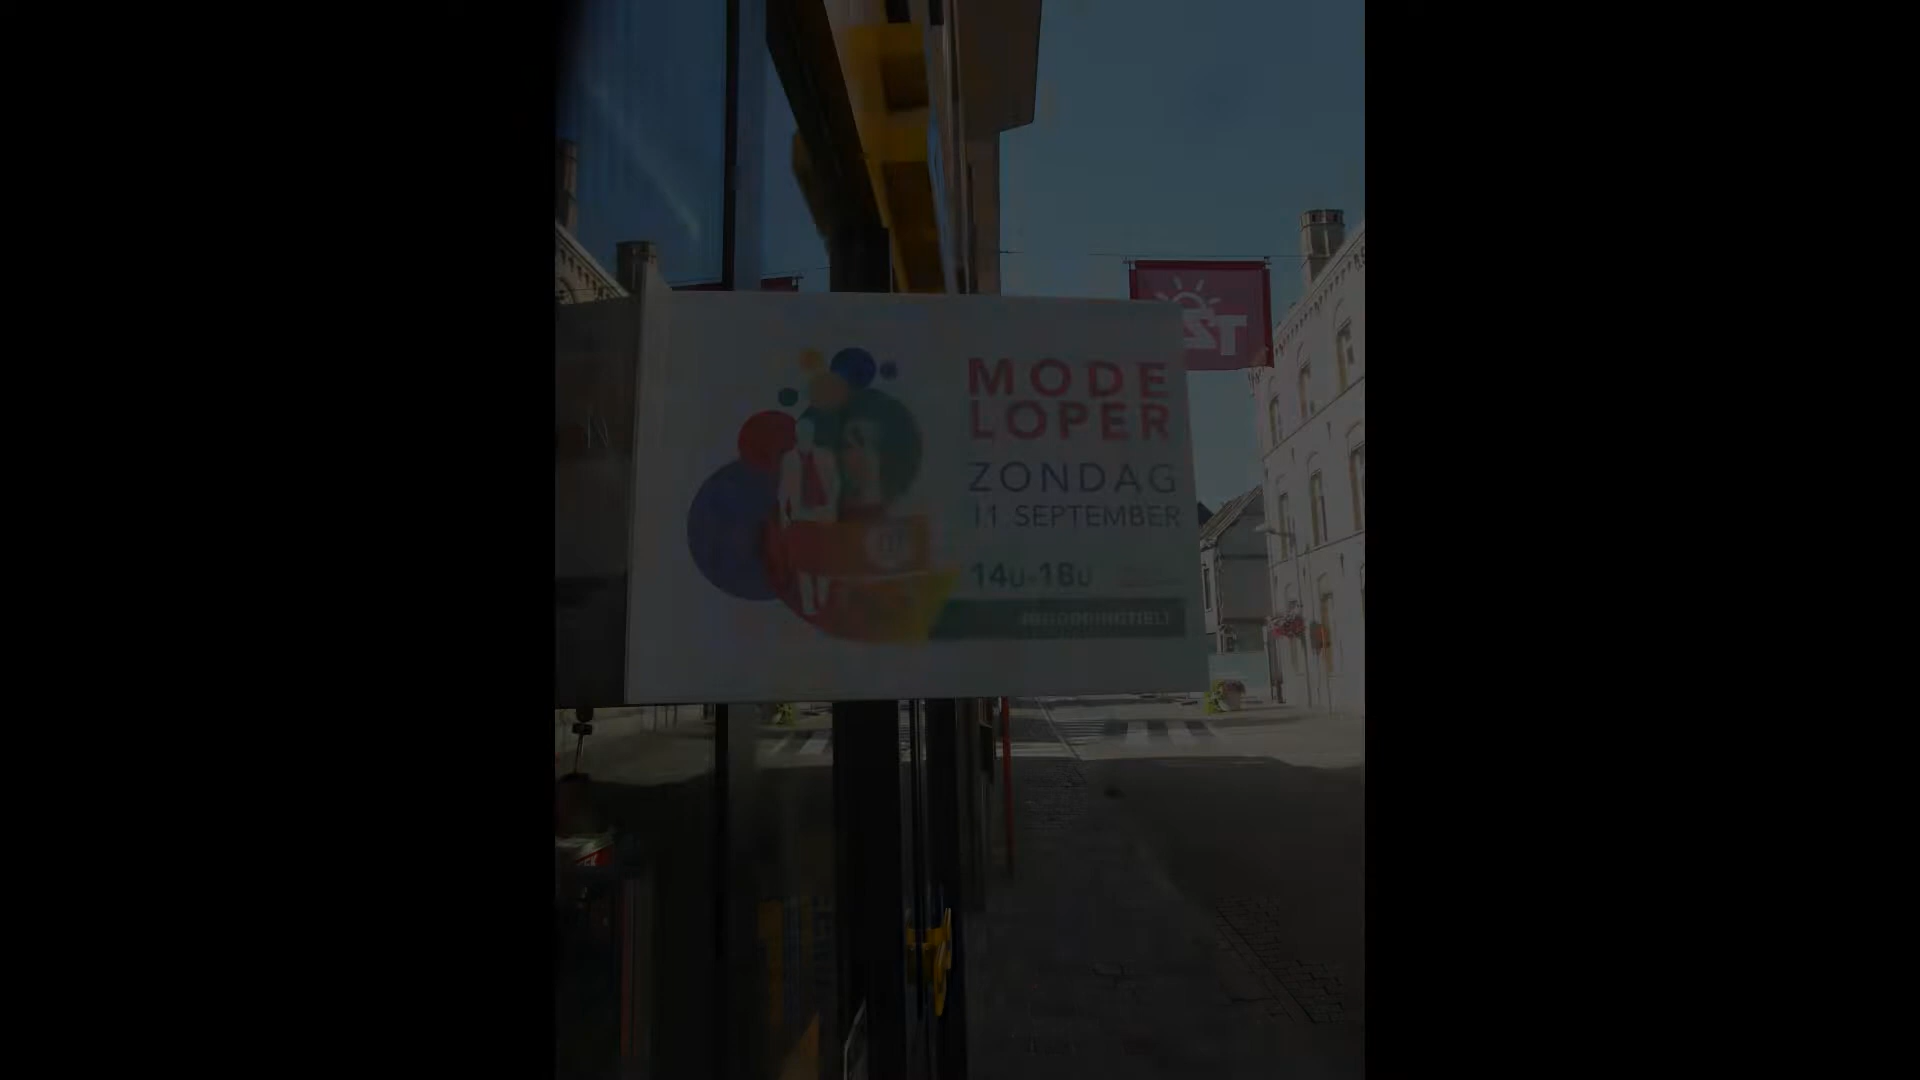 MODE
LOPER
ZONDAG
11 SEPTEMBER
14U-18U